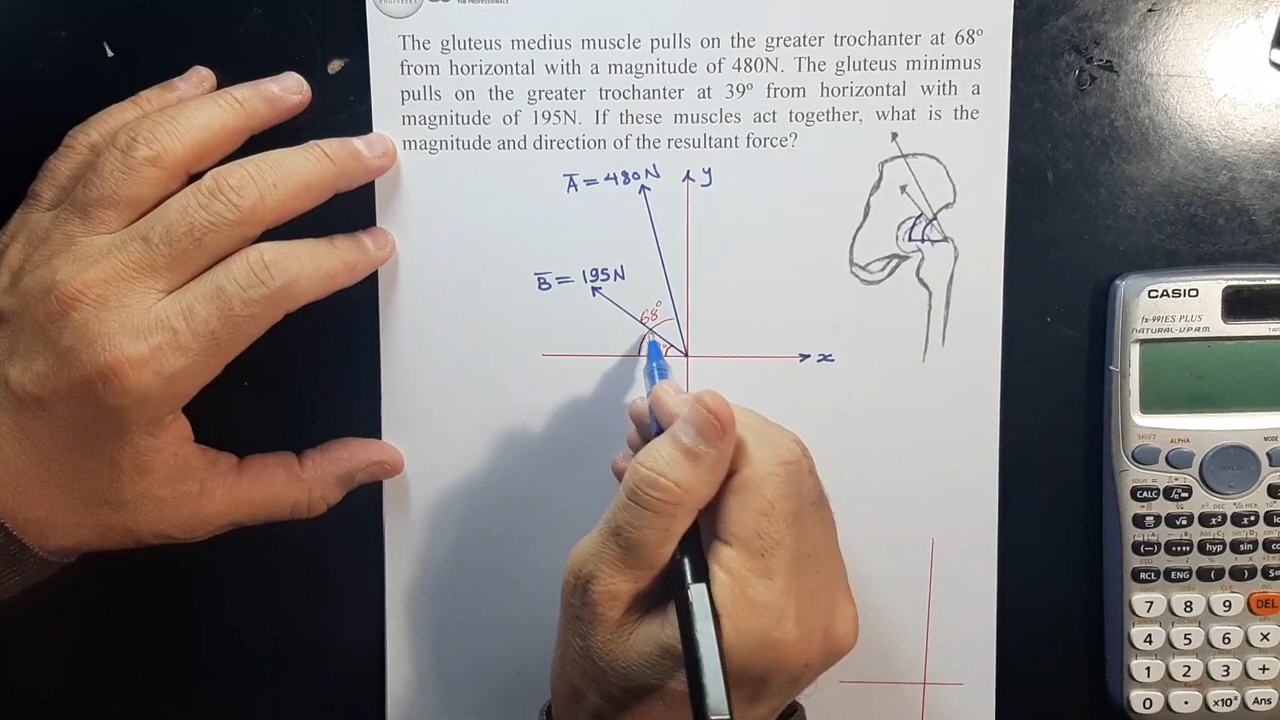 The gluteus medius muscle pulls on the greater trochanter at 68°
from horizontal with a magnitude of 480N. The gluteus minimus
pulls on the greater trochanter at 39° from horizontal with a
magnitude of 195N. If these muscles act together, what is the
magnitude and direction of the resultant force?
A = 480N
y
B = 195N
68°
x
CASIO
fx-991ES PLUS
NATURAL-V.P.A.M.
SHIFT ALPHA
REPLAY
CALC
hyp sin
RCL ENG ( )
7 8 9 DEL
4 5 6 ×
1 2 3 +
0 . ×10ˣ Ans